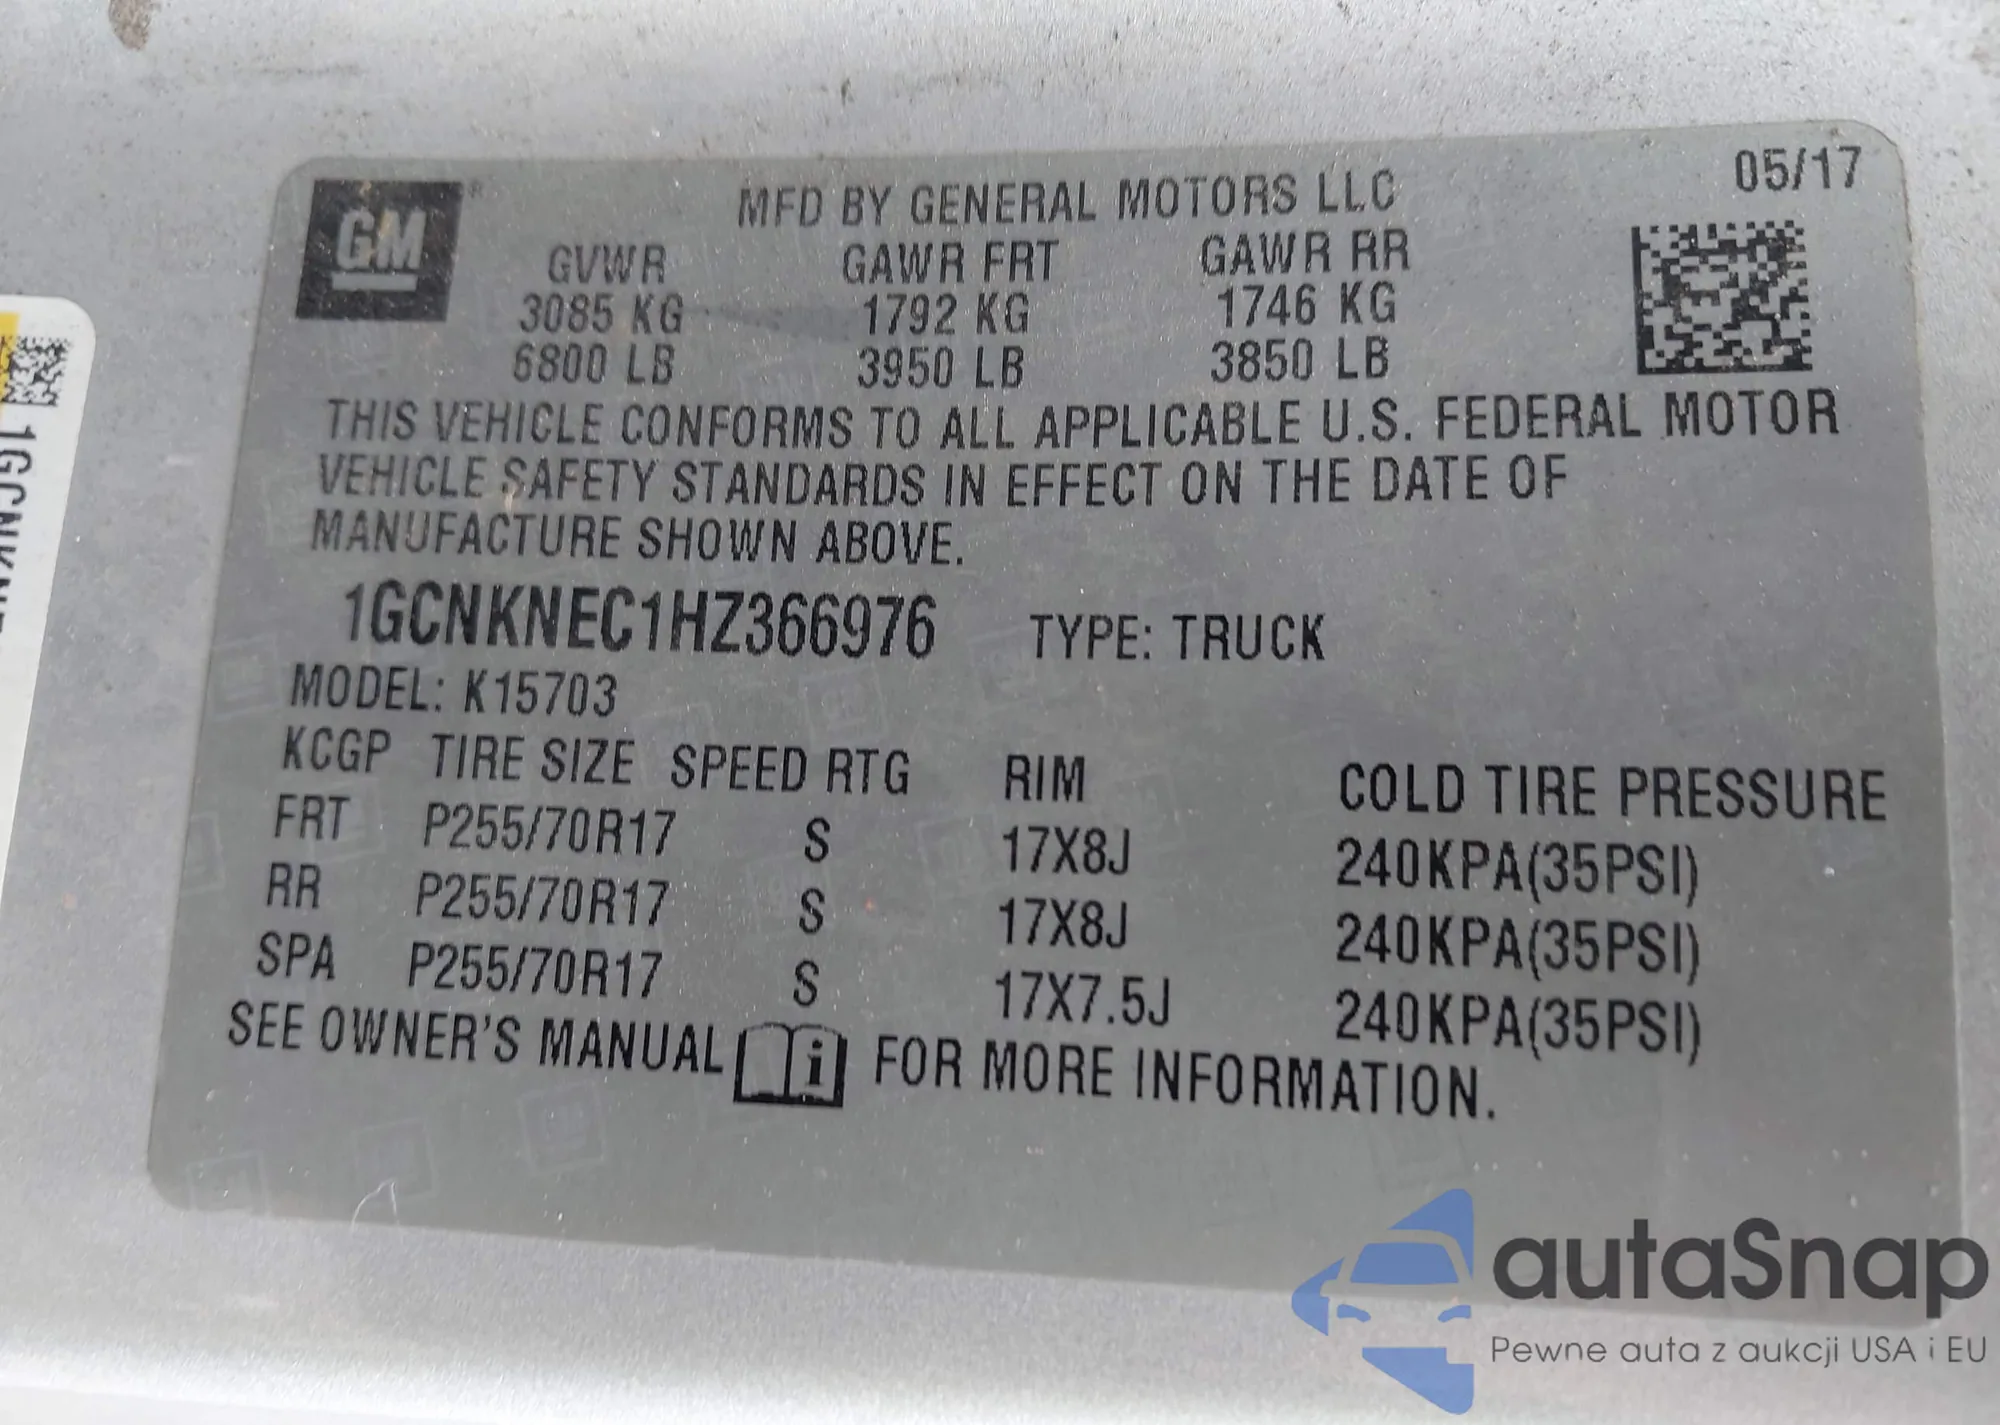 05/17
GM ®
MFD BY GENERAL MOTORS LLC
GVWR GAWR FRT GAWR RR
3085 KG 1792 KG 1746 KG
6800 LB 3950 LB 3850 LB
THIS VEHICLE CONFORMS TO ALL APPLICABLE U.S. FEDERAL MOTOR
VEHICLE SAFETY STANDARDS IN EFFECT ON THE DATE OF
MANUFACTURE SHOWN ABOVE.
1GCNKNEC1HZ366976 TYPE: TRUCK
MODEL: K15703
KCGP TIRE SIZE SPEED RTG RIM COLD TIRE PRESSURE
FRT P255/70R17 S 17X8J 240KPA(35PSI)
RR P255/70R17 S 17X8J 240KPA(35PSI)
SPA P255/70R17 S 17X7.5J 240KPA(35PSI)
SEE OWNER'S MANUAL i FOR MORE INFORMATION.
autaSnap
Pewne auta z aukcji USA i EU